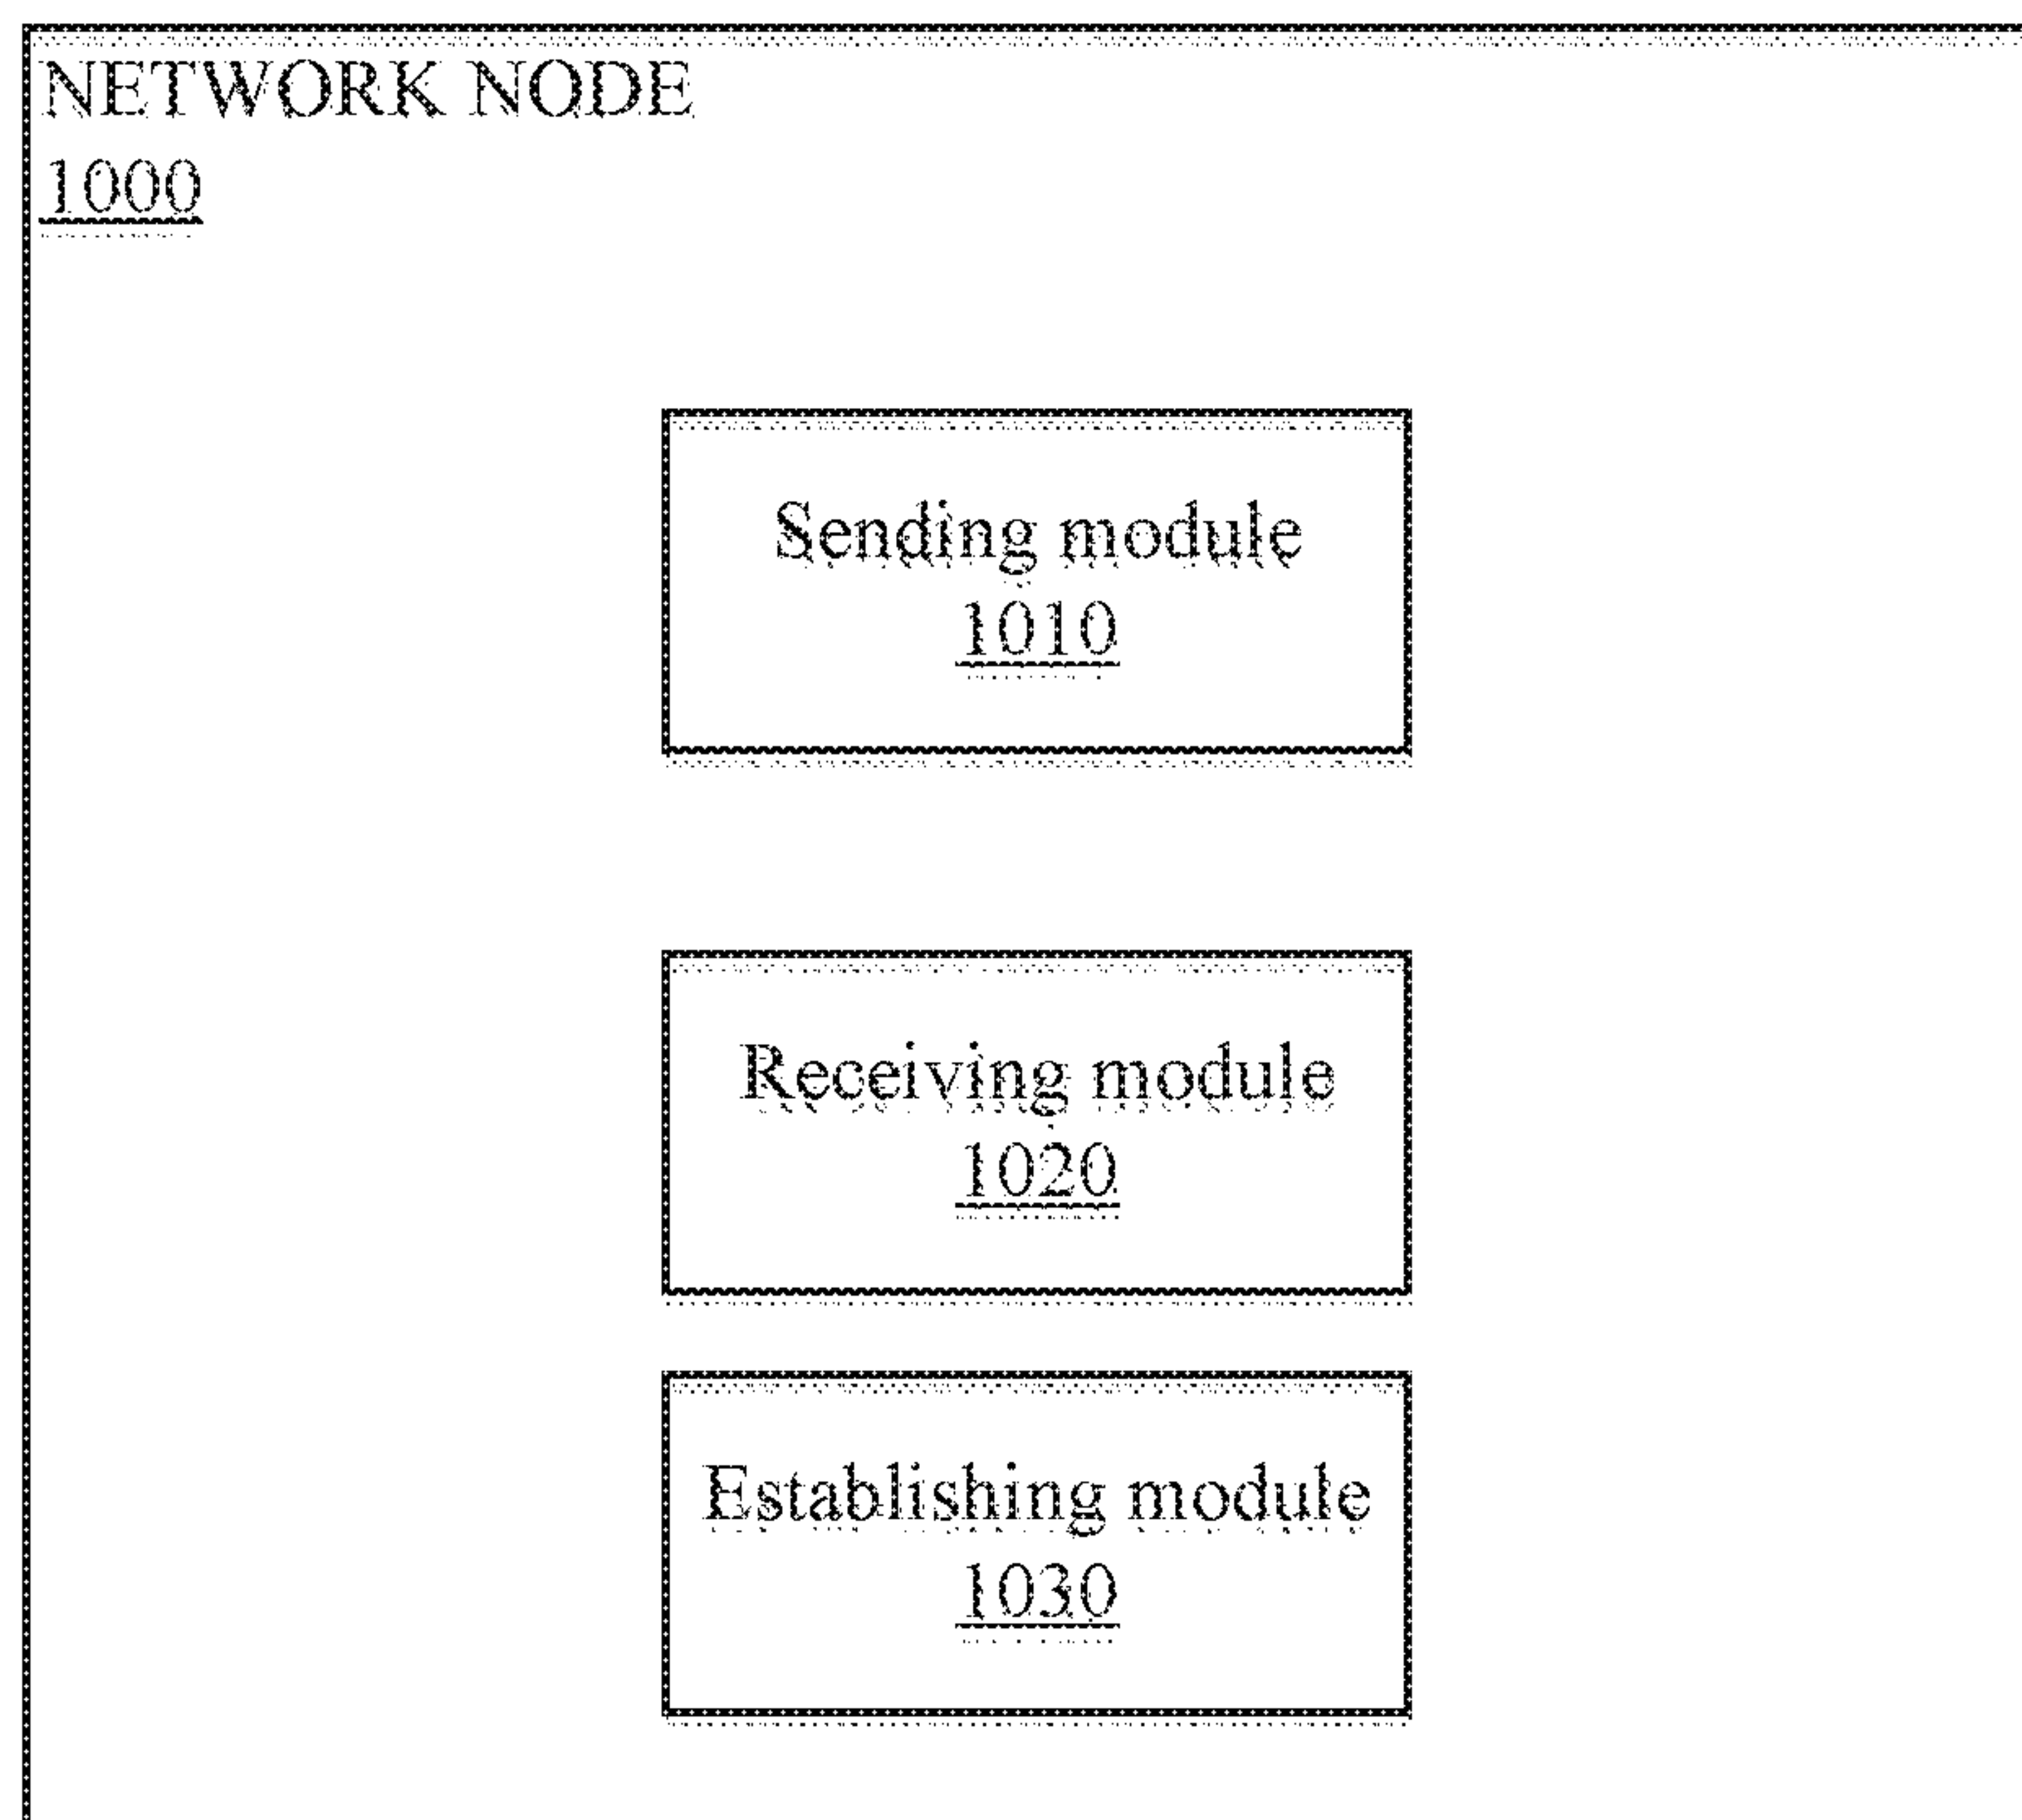 NETWORK NODE
1000
Sending module
1010
Receiving module
1020
Establishing module
1030